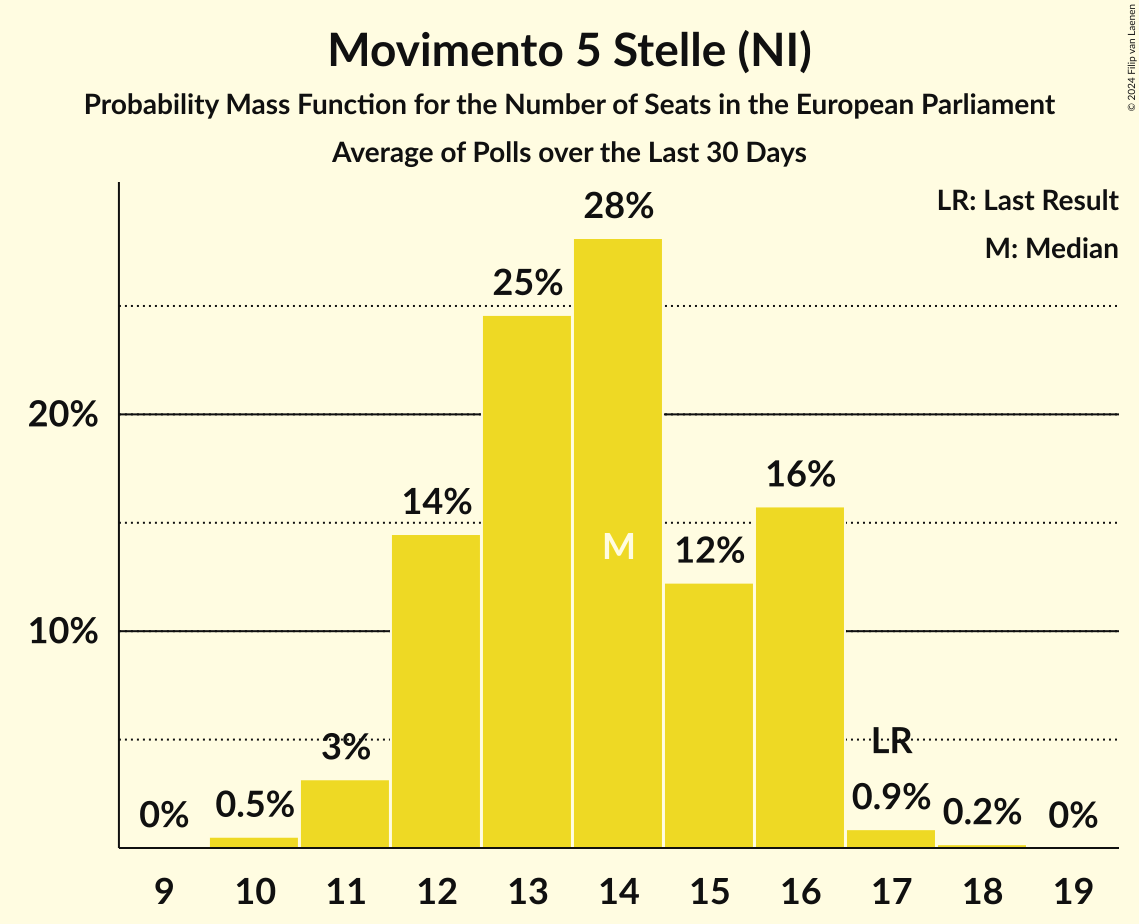 Movimento 5 Stelle (NI)
Probability Mass Function for the Number of Seats in the European Parliament
Average of Polls over the Last 30 Days
© 2024 Filip van Laenen
LR: Last Result
M: Median
28%
25%
20%
16%
14%
M
12%
10%
3%
LR
0%
0.5%
0.9%
0.2%
0%
9 10 11 12 13 14 15 16 17 18 19